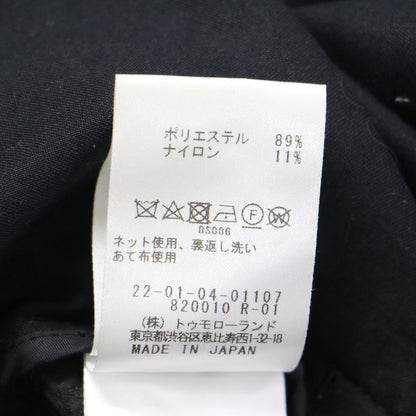 ポリエステル 89%
ナイロン 11%
DS006
ネット使用、裏返し洗い
あて布使用
22-01-04-01107
820010 R-01
(株) トゥモローランド
東京都渋谷区恵比寿西1-32-18
MADE IN JAPAN